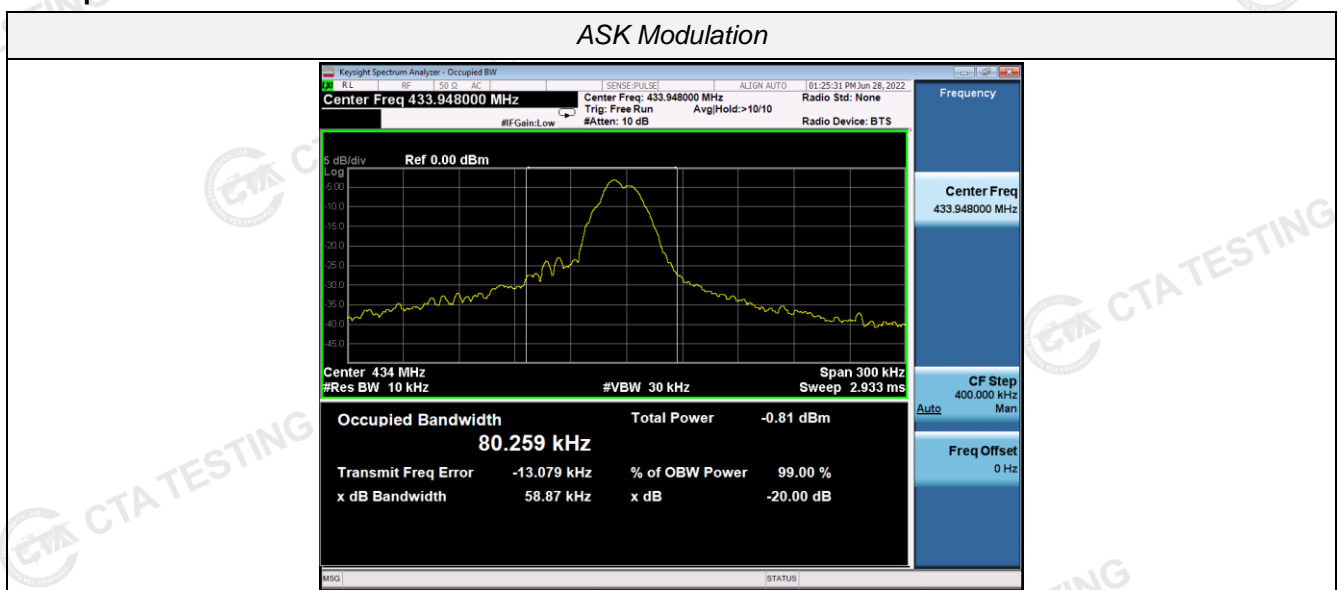 ASK Modulation
Keysight Spectrum Analyzer - Occupied BW
RL RF 50 Ω AC SENSE:PULSE ALIGN AUTO 01:25:31 PM Jun 28, 2022
Center Freq 433.948000 MHz Center Freq: 433.948000 MHz Radio Std: None
Trig: Free Run Avg|Hold:>10/10
#IFGain:Low #Atten: 10 dB Radio Device: BTS
Frequency
5 dB/div Ref 0.00 dBm
Log
-5.00
-10.0
-15.0
-20.0
-25.0
-30.0
-35.0
-40.0
-45.0
Center Freq
433.948000 MHz
Center 434 MHz Span 300 kHz
#Res BW 10 kHz #VBW 30 kHz Sweep 2.933 ms
CF Step
400.000 kHz
Auto Man
Occupied Bandwidth Total Power -0.81 dBm
80.259 kHz
Transmit Freq Error -13.079 kHz % of OBW Power 99.00 %
x dB Bandwidth 58.87 kHz x dB -20.00 dB
Freq Offset
0 Hz
MSG STATUS
CTA TESTING
CTA TESTING